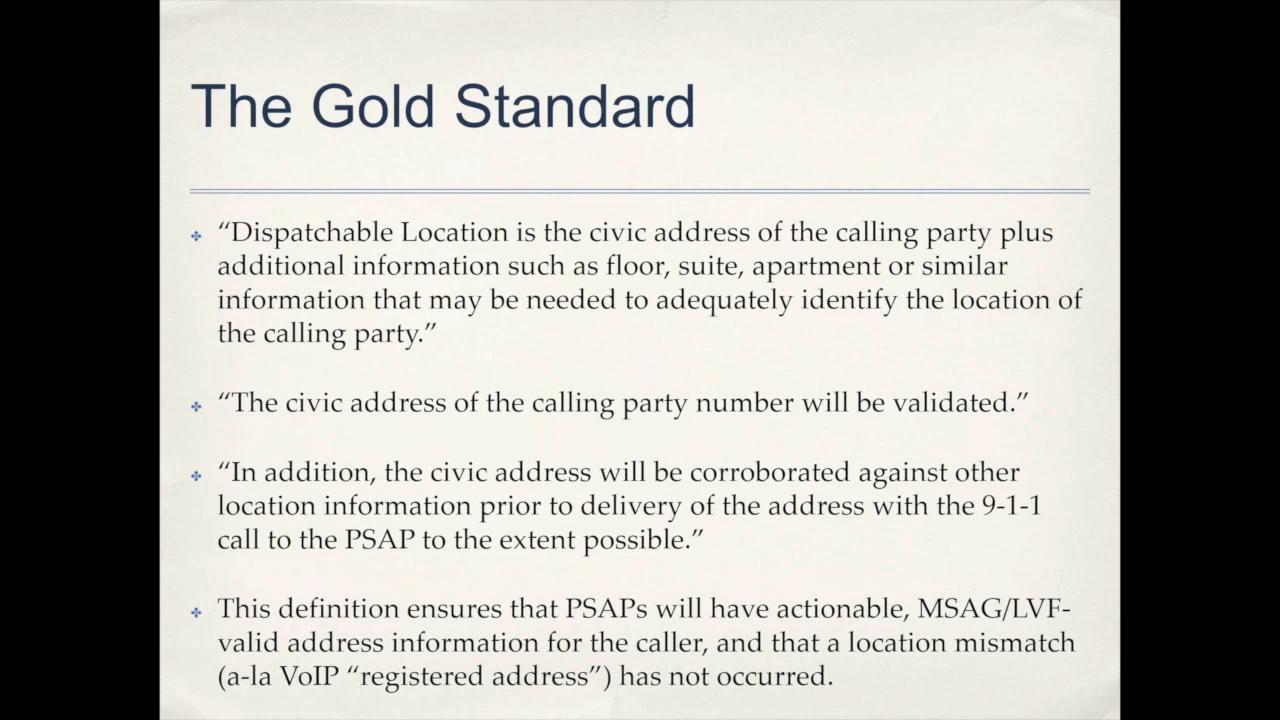 The Gold Standard
“Dispatchable Location is the civic address of the calling party plus
additional information such as floor, suite, apartment or similar
information that may be needed to adequately identify the location of
the calling party.”
“The civic address of the calling party number will be validated.”
“In addition, the civic address will be corroborated against other
location information prior to delivery of the address with the 9-1-1
call to the PSAP to the extent possible.”
This definition ensures that PSAPs will have actionable, MSAG/LVF-
valid address information for the caller, and that a location mismatch
(a-la VoIP “registered address”) has not occurred.